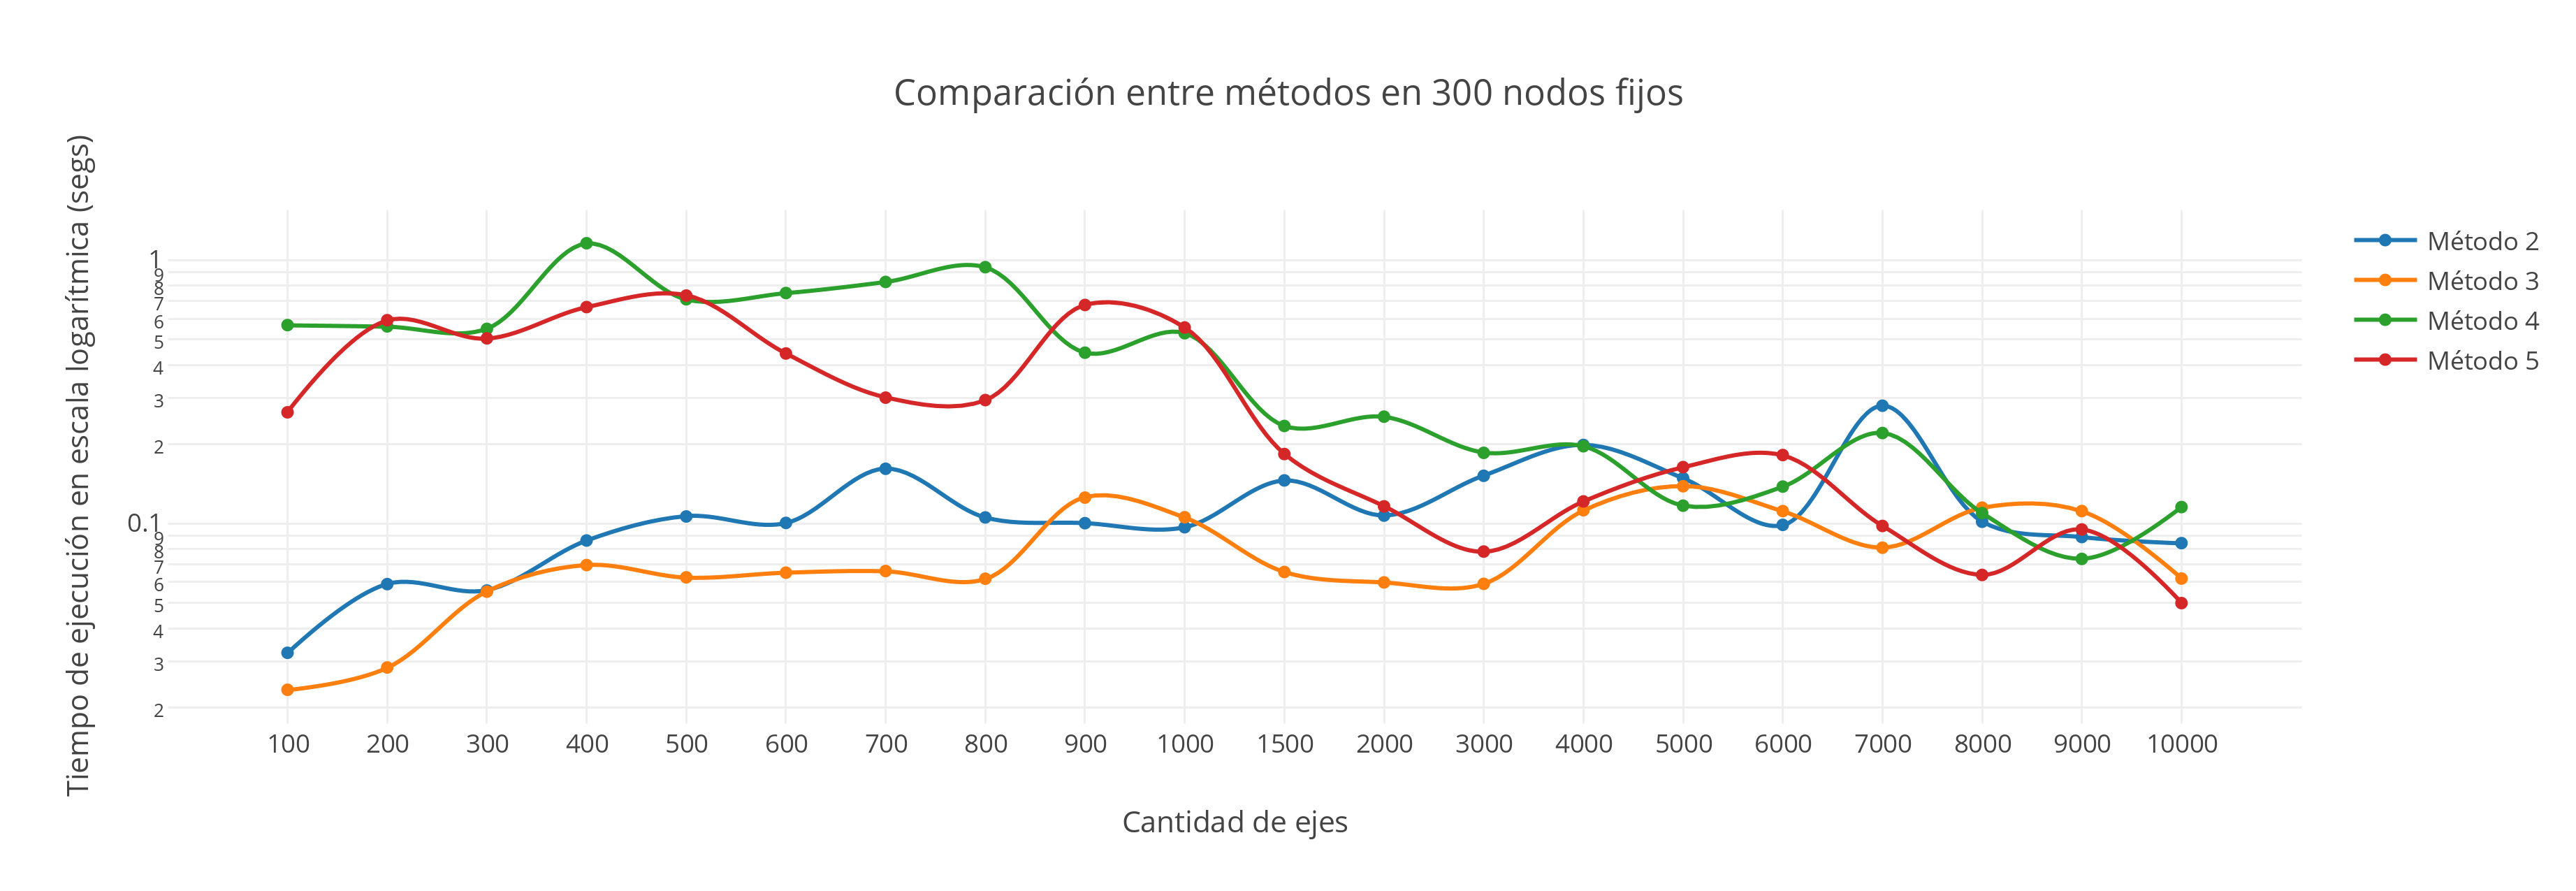 Comparación entre métodos en 300 nodos fijos
Tiempo de ejecución en escala logarítmica (segs)
1
9
8
7
6
5
4
3
2
0.1
9
8
7
6
5
4
3
2
100 200 300 400 500 600 700 800 900 1000 1500 2000 3000 4000 5000 6000 7000 8000 9000 10000
Cantidad de ejes
Método 2
Método 3
Método 4
Método 5